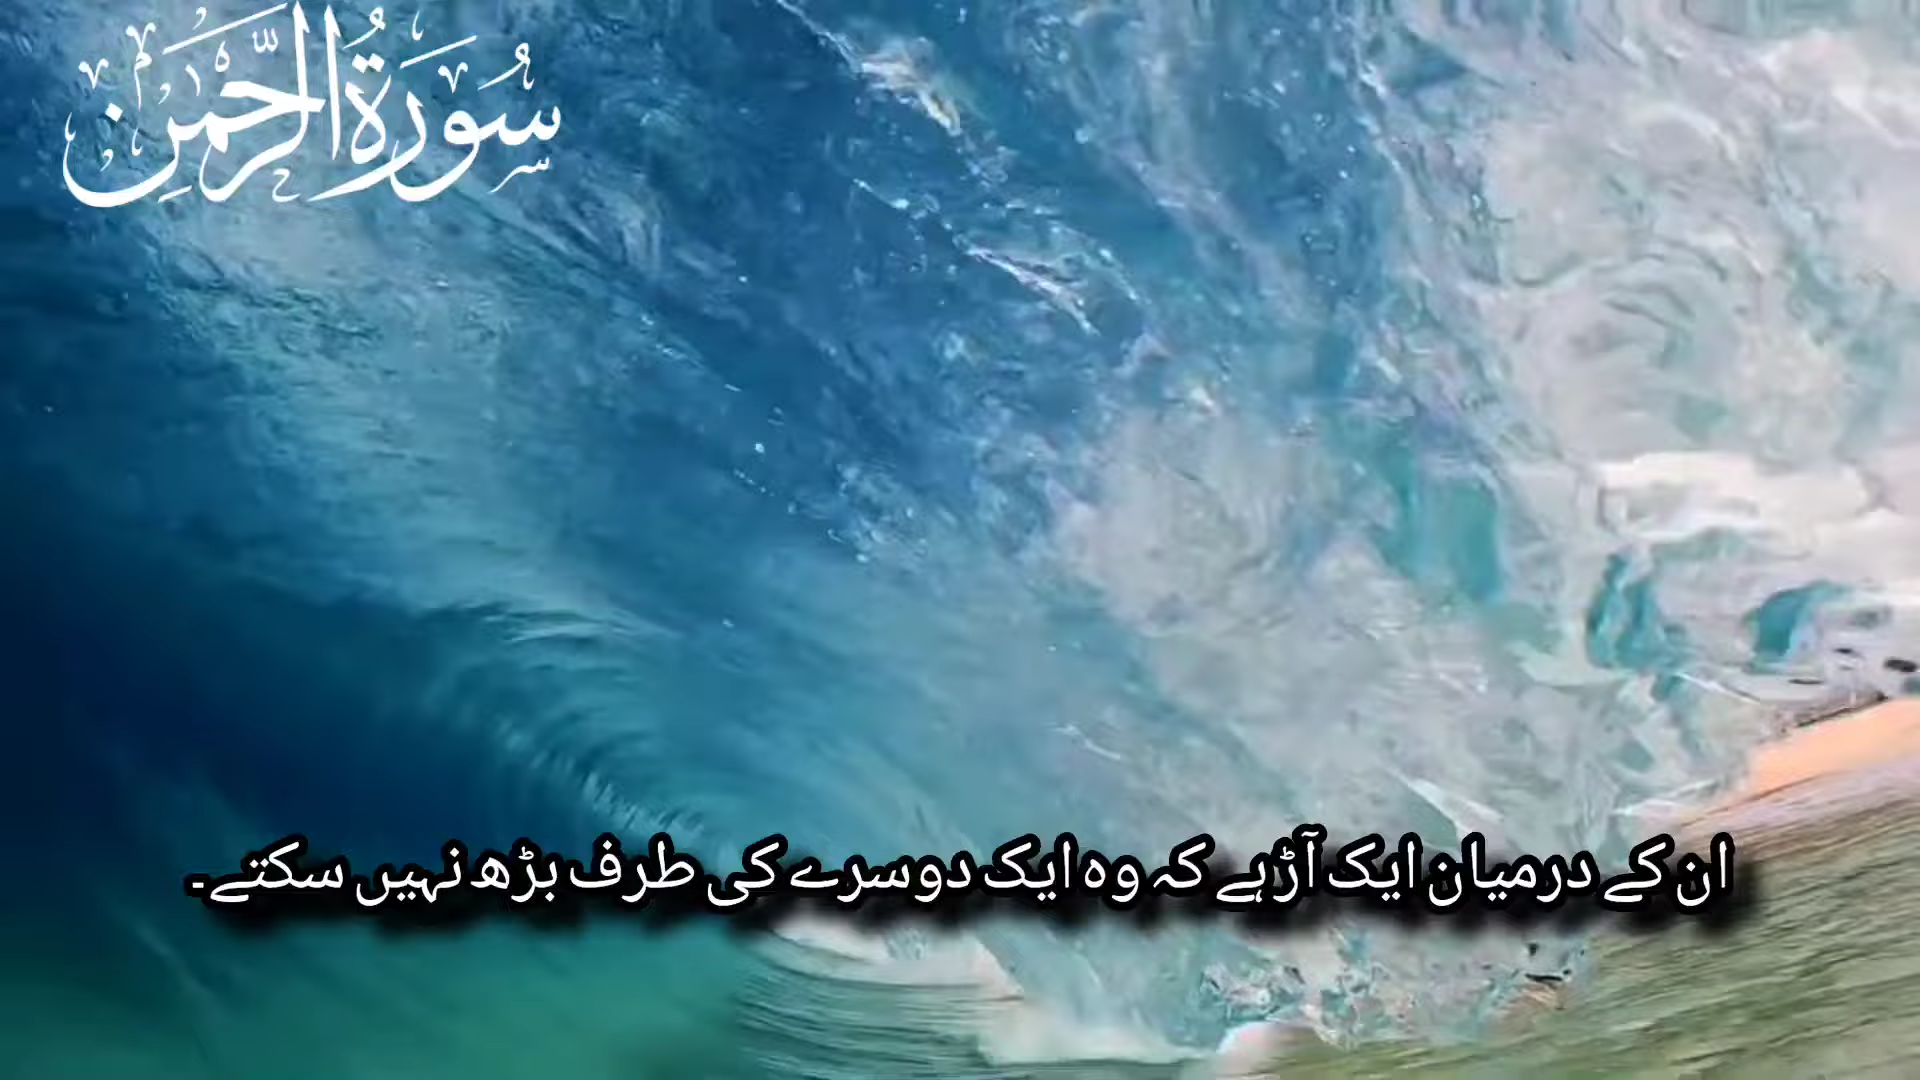 سُورَةُ الرَّحْمٰن
ان کے درمیان ایک آڑ ہے کہ وہ ایک دوسرے کی طرف بڑھ نہیں سکتے۔